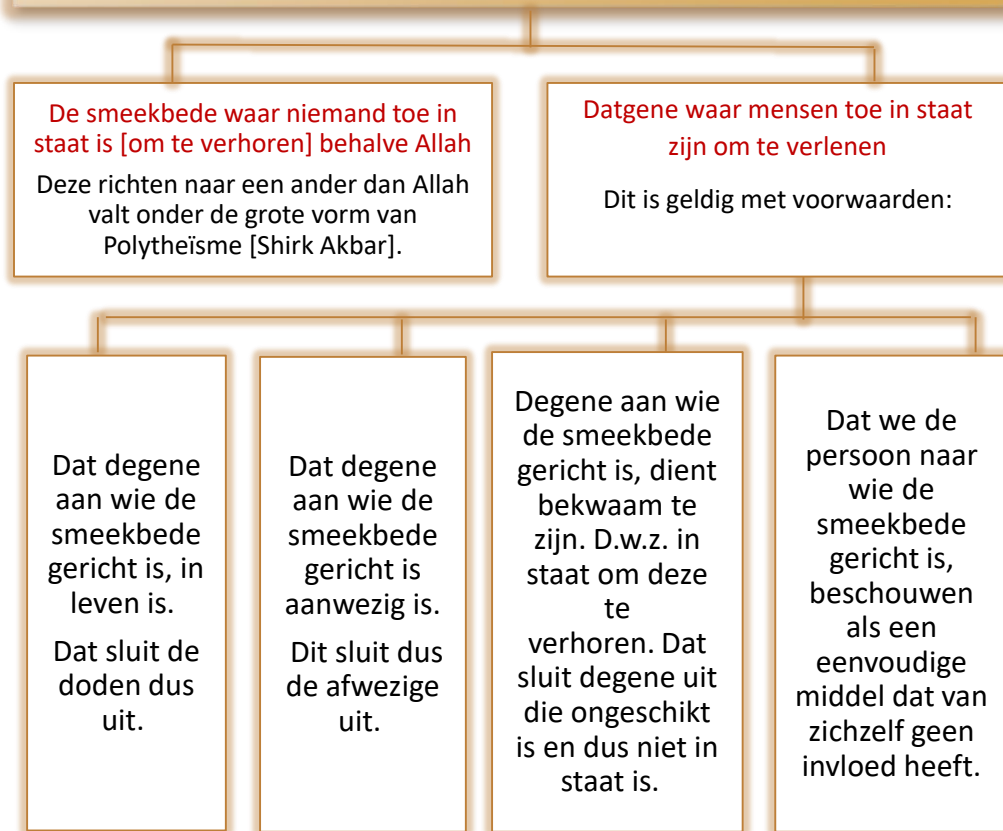 De smeekbede waar niemand toe in
staat is [om te verhoren] behalve Allah
Deze richten naar een ander dan Allah
valt onder de grote vorm van
Polytheïsme [Shirk Akbar].
Datgene waar mensen toe in staat
zijn om te verlenen
Dit is geldig met voorwaarden:
Dat degene
aan wie de
smeekbede
gericht is, in
leven is.
Dat sluit de
doden dus
uit.
Dat degene
aan wie de
smeekbede
gericht is
aanwezig is.
Dit sluit dus
de afwezige
uit.
Degene aan wie
de smeekbede
gericht is, dient
bekwaam te
zijn. D.w.z. in
staat om deze
te
verhoren. Dat
sluit degene uit
die ongeschikt
is en dus niet in
staat is.
Dat we de
persoon naar
wie de
smeekbede
gericht is,
beschouwen
als een
eenvoudige
middel dat van
zichzelf geen
invloed heeft.